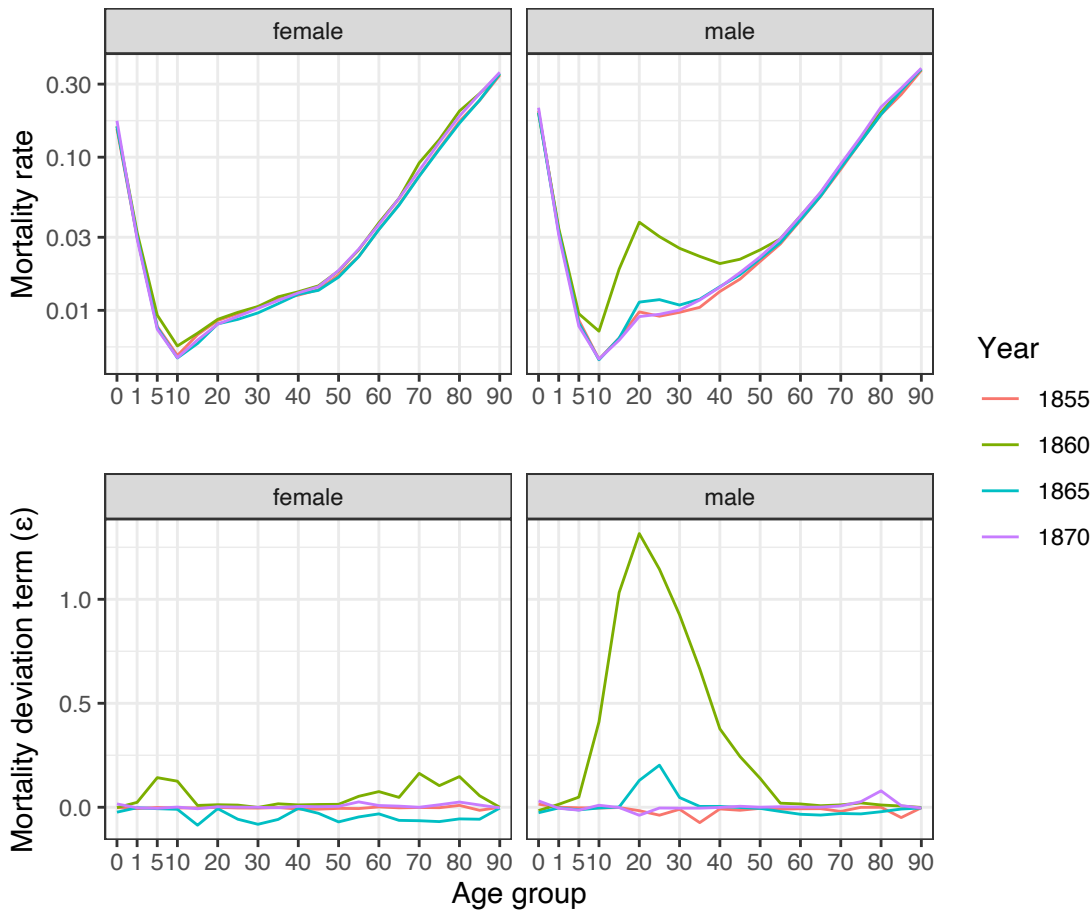 female male
Mortality rate
0.30
0.10
0.03
0.01
0 1 5 10 20 30 40 50 60 70 80 90 0 1 5 10 20 30 40 50 60 70 80 90
Year
1855
1860
1865
1870
female male
Mortality deviation term (ε)
1.0
0.5
0.0
0 1 5 10 20 30 40 50 60 70 80 90 0 1 5 10 20 30 40 50 60 70 80 90
Age group